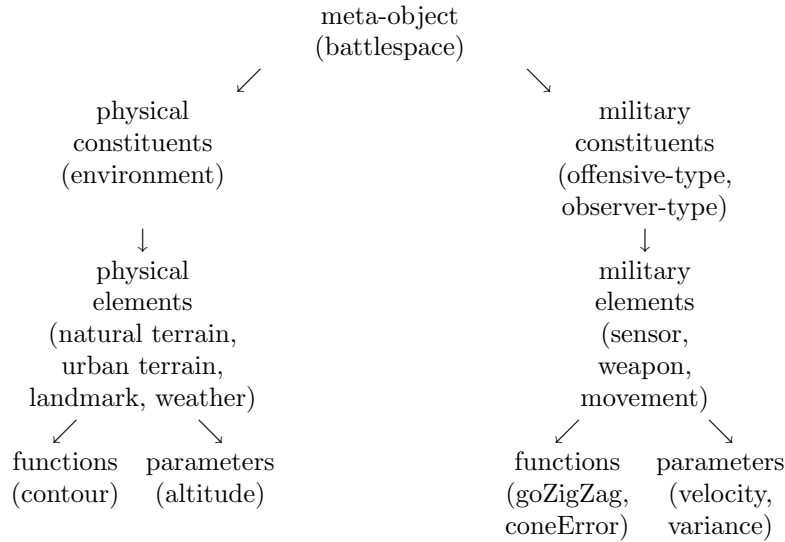 meta-object
(battlespace)
physical
constituents
(environment)
military
constituents
(offensive-type,
observer-type)
physical
elements
(natural terrain,
urban terrain,
landmark, weather)
military
elements
(sensor,
weapon,
movement)
functions
(contour)
parameters
(altitude)
functions
(goZigZag,
coneError)
parameters
(velocity,
variance)